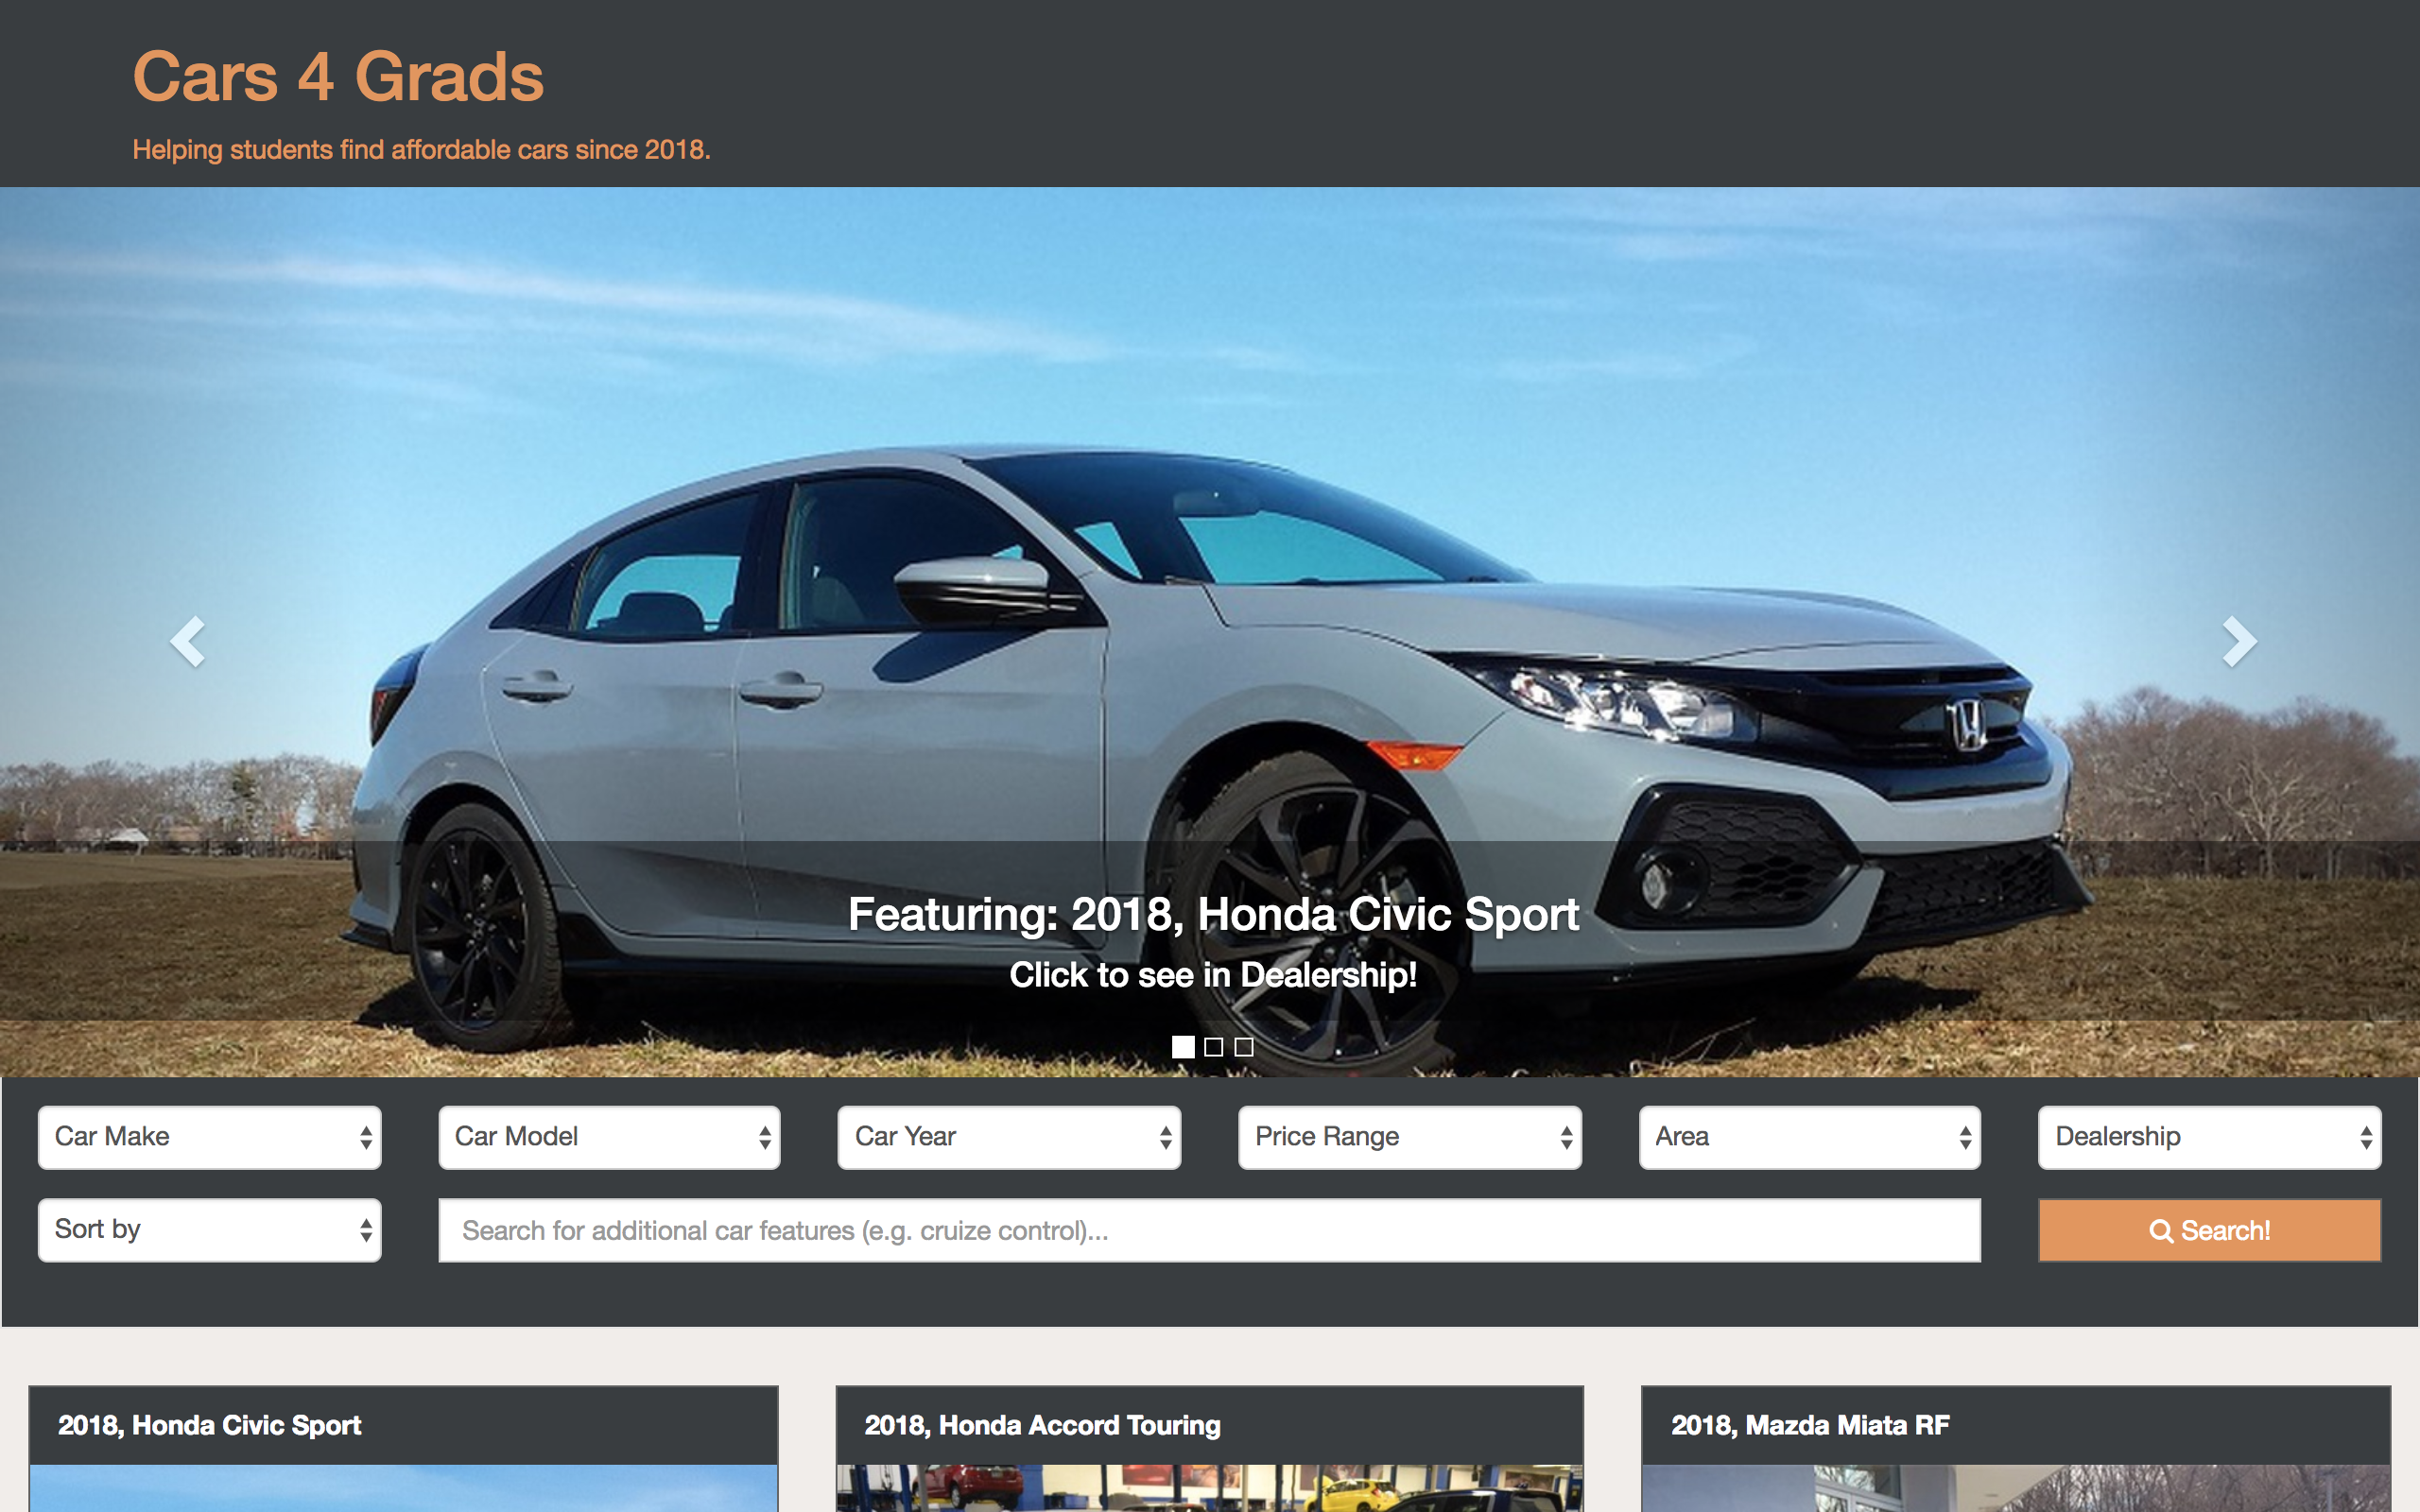 Cars 4 Grads
Helping students find affordable cars since 2018.
Featuring: 2018, Honda Civic Sport
Click to see in Dealership!
Car Make
Car Model
Car Year
Price Range
Area
Dealership
Sort by
Search for additional car features (e.g. cruize control)...
Search!
2018, Honda Civic Sport
2018, Honda Accord Touring
2018, Mazda Miata RF